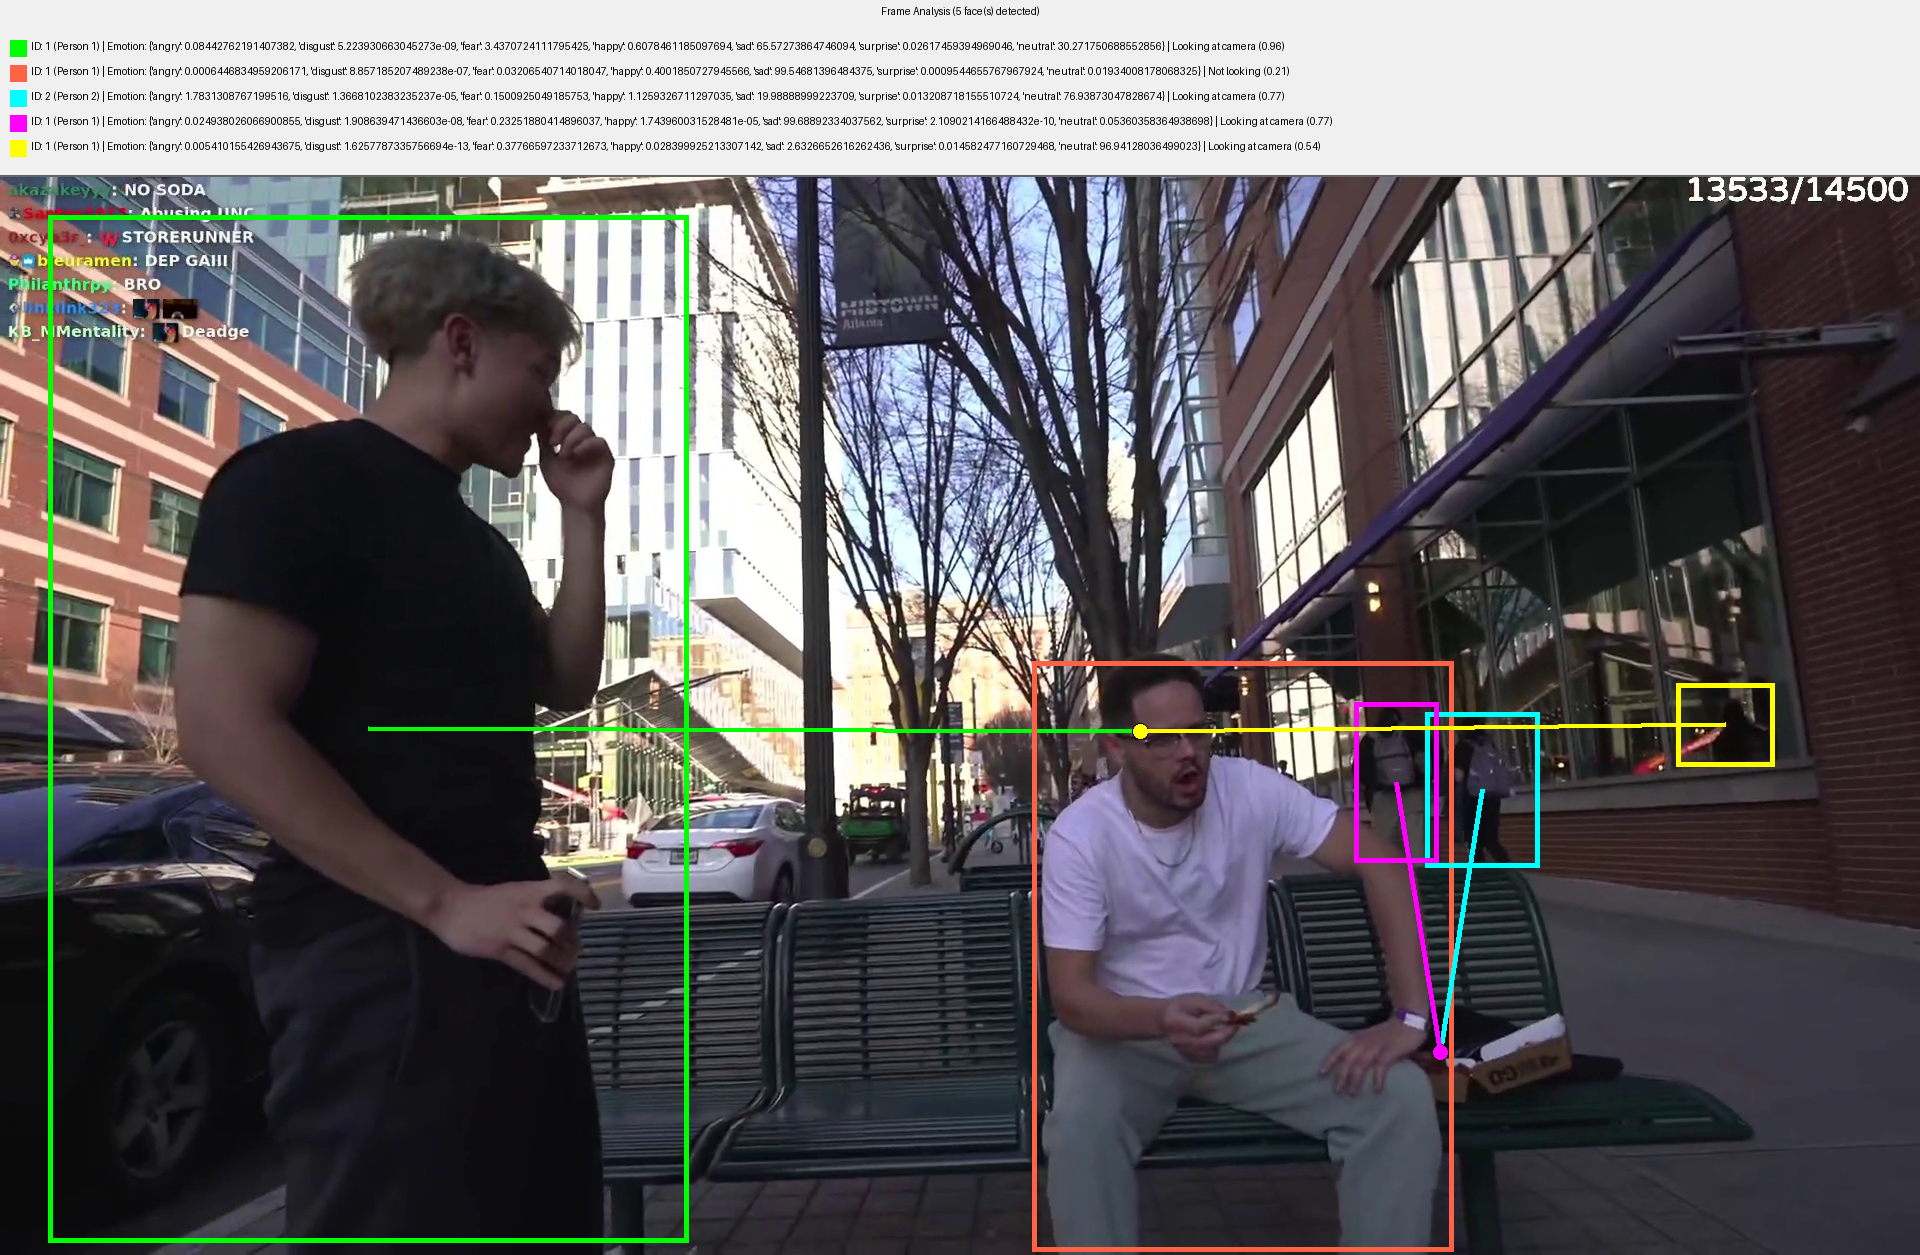 Frame Analysis (5 face(s) detected)
ID: 1 (Person 1) | Emotion: {'angry': 0.08442762191407382, 'disgust': 5.223930663045273e-09, 'fear': 3.4370724111795425, 'happy': 0.6078461185097694, 'sad': 65.57273864746094, 'surprise': 0.02617459394969046, 'neutral': 30.271750688552856} | Looking at camera (0.96)
ID: 1 (Person 1) | Emotion: {'angry': 0.0006446834959206171, 'disgust': 8.857185207489238e-07, 'fear': 0.03206540714018047, 'happy': 0.4001850727945566, 'sad': 99.54681396484375, 'surprise': 0.0009544655767967924, 'neutral': 0.01934008178068325} | Not looking (0.21)
ID: 2 (Person 2) | Emotion: {'angry': 1.7831308767199516, 'disgust': 1.3668102383235237e-05, 'fear': 0.1500925049185753, 'happy': 1.1259326711297035, 'sad': 19.98888999223709, 'surprise': 0.013208718155510724, 'neutral': 76.93873047828674} | Looking at camera (0.77)
ID: 1 (Person 1) | Emotion: {'angry': 0.024938026066900855, 'disgust': 1.908639471436603e-08, 'fear': 0.23251880414896037, 'happy': 1.743960031528481e-05, 'sad': 99.68892334037562, 'surprise': 2.1090214166488432e-10, 'neutral': 0.05360358364938698} | Looking at camera (0.77)
ID: 1 (Person 1) | Emotion: {'angry': 0.005410155426943675, 'disgust': 1.6257787335756694e-13, 'fear': 0.37766597233712673, 'happy': 0.028399925213307142, 'sad': 2.6326652616262436, 'surprise': 0.014582477160729468, 'neutral': 96.94128036499023} | Looking at camera (0.54)
13533/14500
: NO SODA
: Abusing UNC
: STORERUNNER
bleuramen: DEP GAIII
Philanthrpy: BRO
KB_MMentality: Deadge
MIDTOWN
Atlanta